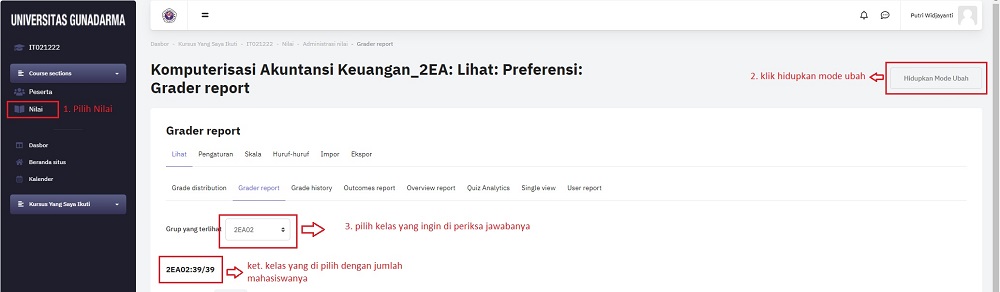 UNIVERSITAS GUNADARMA
Putri Widjayanti
IT021222
Course sections
Peserta
Nilai
1. Pilih Nilai
Dasbor
Beranda situs
Kalender
Kursus Yang Saya Ikuti
Dasbor - Kursus Yang Saya Ikuti - IT021222 - Nilai - Administrasi nilai - Grader report
Komputerisasi Akuntansi Keuangan_2EA: Lihat: Preferensi:
Grader report
2. klik hidupkan mode ubah
Hidupkan Mode Ubah
Grader report
Lihat Pengaturan Skala Huruf-huruf Impor Ekspor
Grade distribution Grader report Grade history Outcomes report Overview report Quiz Analytics Single view User report
Grup yang terlihat 2EA02
3. pilih kelas yang ingin di periksa jawabanya
2EA02:39/39
ket. kelas yang di pilih dengan jumlah
mahasiswanya